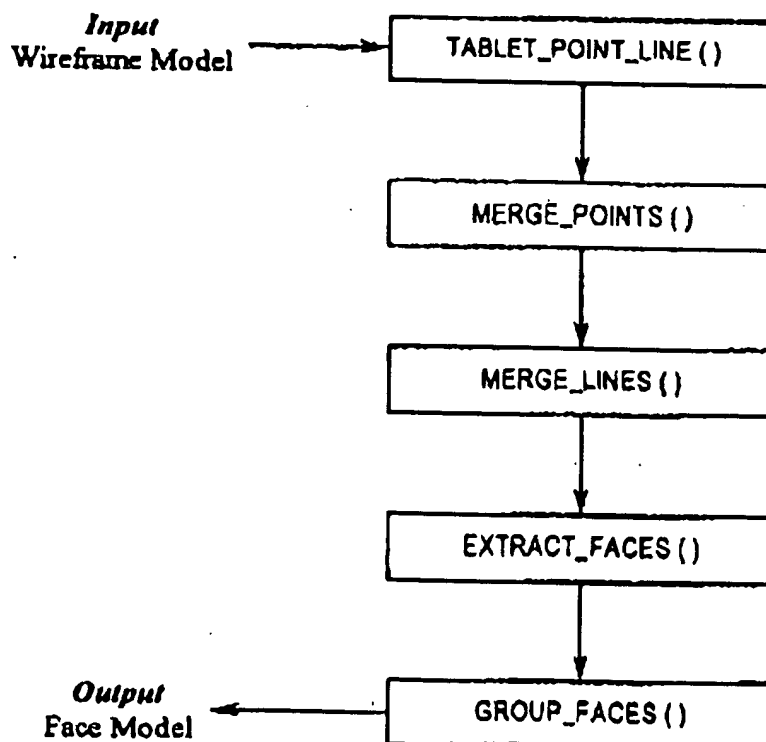 Input
Wireframe Model
TABLET_POINT_LINE()
MERGE_POINTS()
MERGE_LINES()
EXTRACT_FACES()
Output
Face Model
GROUP_FACES()